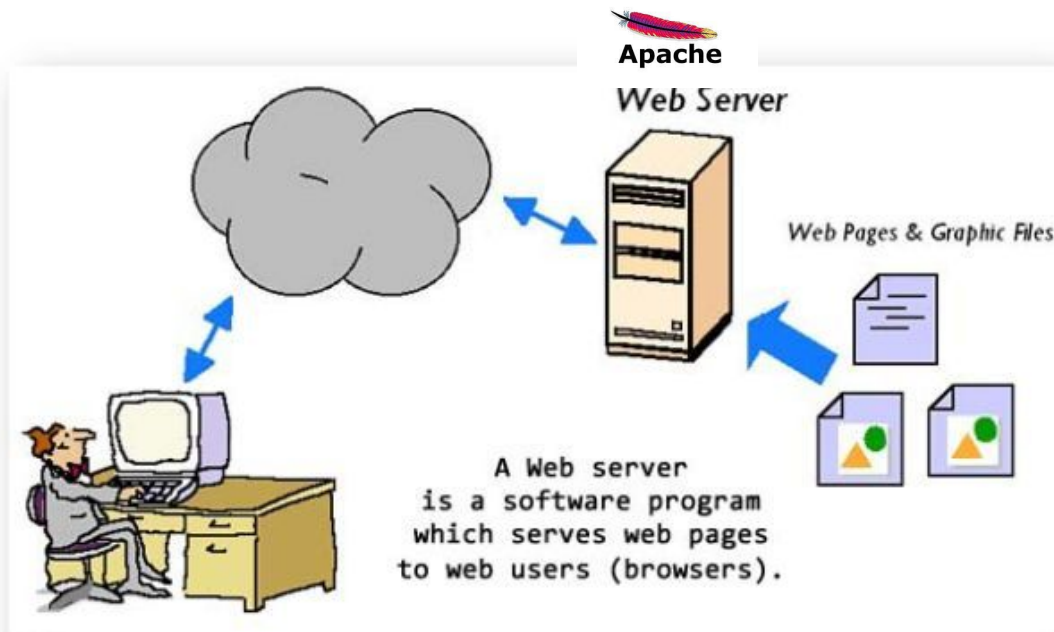 Apache
Web Server
Web Pages & Graphic Files
A Web server
is a software program
which serves web pages
to web users (browsers).